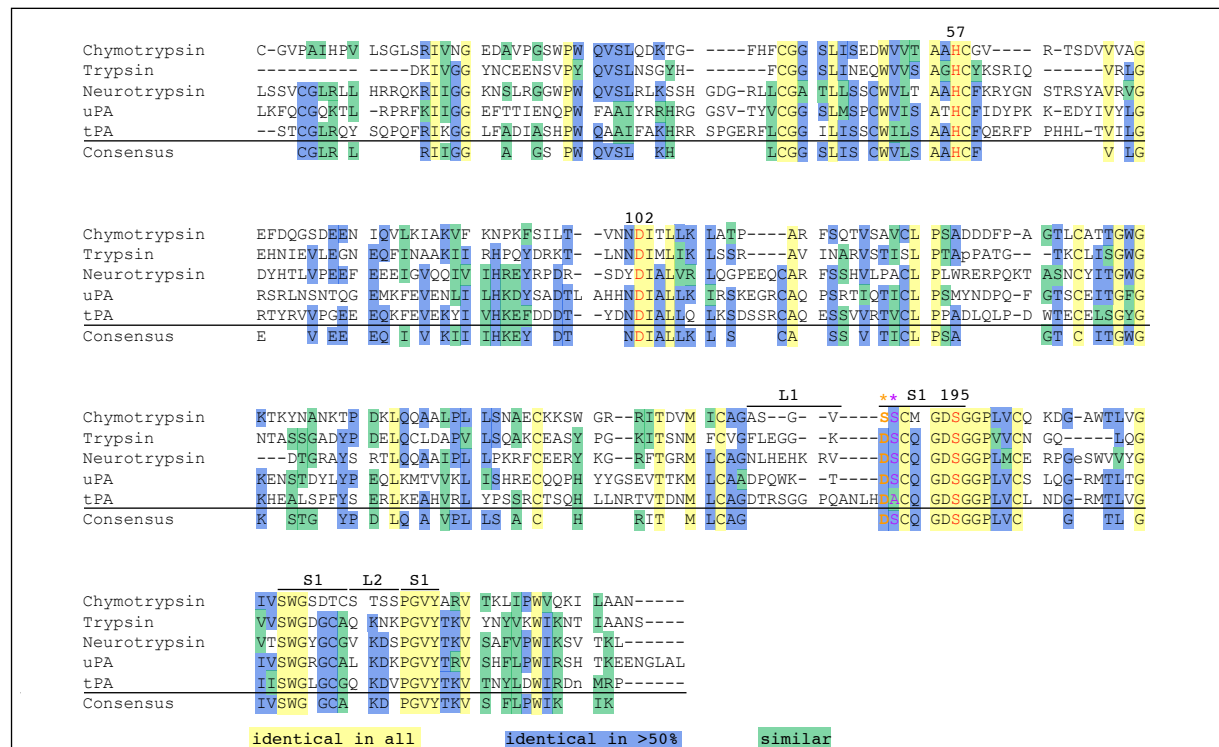 57
Chymotrypsin C-GVPAIHPV LSGLSRIVNG EDAVPGSWPW QVSLQDKTG- ----FHFCGG SLISEDWVVT AAHCGV---- R-TSDVVVAG
Trypsin ---------- -----DKIVGG YNCEENSVPY QVSLNSGYH- -----FCGG SLINEQWVVS AGHCYKSRIQ -----VRLG
Neurotrypsin LSSVCGLRLL HRRQKRIIGG KNSLRGGWPW QVSLRLKSSH GDG-RLLCGA TLLSSCWVLT AAHCFKRYGN STRSYAVRVG
uPA LKFQCGQKTL -RPRFKIIGG EFTTIENQPW FAAIYRRHRG GSV-TYVCGG SLMSPCWVIS ATHCFIDYPK K-EDYIVYLG
tPA --STCGLRQY SQPQFRIKGG LFADIASHPW QAAIFAKHRR SPGERFLCGG ILISSCWILS AAHCFQERFP PHHL-TVILG
Consensus CGLR L RIIGG A GS PW QVSL KH LCGG SLIS CWVLS AAHCF V LG
102
Chymotrypsin EFDQGSDEEN IQVLKIAKVF KNPKFSILT- -VNNDITLLK LATP----AR FSQTVSAVCL PSADDDFP-A GTLCATTGWG
Trypsin EHNIEVLEGN EQFINAAKII RHPQYDRKT- -LNNDIMLIK LSSR----AV INARVSTISL PTApPATG-- -TKCLISGWG
Neurotrypsin DYHTLVPEEF EEEIGVQQIV IHREYRPDR- -SDYDIALVR LQGPEEQCAR FSSHVLPACL PLWRERPQKT ASNCYITGWG
uPA RSRLNSNTQG EMKFEVENLI LHKDYSADTL AHHNDIALLK IRSKEGRCAQ PSRTIQTICL PSMYNDPQ-F GTSCEITGFG
tPA RTYRVVPGEE EQKFEVEKYI VHKEFDDDT- -YDNDIALLQ LKSDSSRCAQ ESSVVRTVCL PPADLQLP-D WTECELSGYG
Consensus E V EE EQ I V KI IHKEY DT NDIALLK L S CA SS V TICL PSA GT C ITGWG
L1 ** S1 195
Chymotrypsin KTKYNANKTP DKLQQAALPL LSNAECKKSW GR--RITDVM ICAGAS--G- -V----SSCM GDSGGPLVCQ KDG-AWTLVG
Trypsin NTASSGADYP DELQCLDAPV LSQAKCEASY PG--KITSNM FCVGFLEGG- -K----DSCQ GDSGGPVVCN GQ-----LQG
Neurotrypsin ---DTGRAYS RTLQQAAIPL LPKRFCEERY KG--RFTGRM LCAGNLHEHK RV----DSCQ GDSGGPLMCE RPGeSWVVYG
uPA KENSTDYLYP EQLKMTVVKL ISHRECQQPH YYGSEVTTKM LCAADPQWK- -T----DSCQ GDSGGPLVCS LQG-RMTLTG
tPA KHEALSPFYS ERLKEAHVRL YPSSRCTSQH LLNRTVTDNM LCAGDTRSGG PQANLHDACQ GDSGGPLVCL NDG-RMTLVG
Consensus K STG YP D LQ A VPLL LS A C H RIT M LCAG DSCQ GDSGGPLVC G TL G
S1 L2 S1
Chymotrypsin IVSWGSDTCS TSSPGVYARV TKLIPWVQKI LAAN-----
Trypsin VVSWGDGCAQ KNKPGVYTKV YNYVKWIKNT IAANS----
Neurotrypsin VTSWGYGCGV KDSPGVYTKV SAFVPWIKSV TKL------
uPA IVSWGRGCAL KDKPGVYTRV SHFLPWIRSH TKEENGLAL
tPA IISWGLGCGQ KDVPGVYTKV TNYLDWIRDn MRP------
Consensus IVSWG GCA KD PGVYTKV S FLPWIK IK
identical in all identical in >50% similar